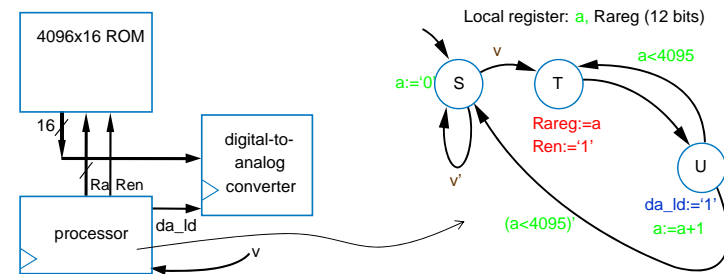 4096x16 ROM
16
Ra
Ren
digital-to-
analog
converter
processor
da_ld
v
Local register: a, Rareg (12 bits)
v
a<4095
a:=‘0’
S
T
Rareg:=a
Ren:=‘1’
U
v’
da_ld:=‘1’
(a<4095)’
a:=a+1